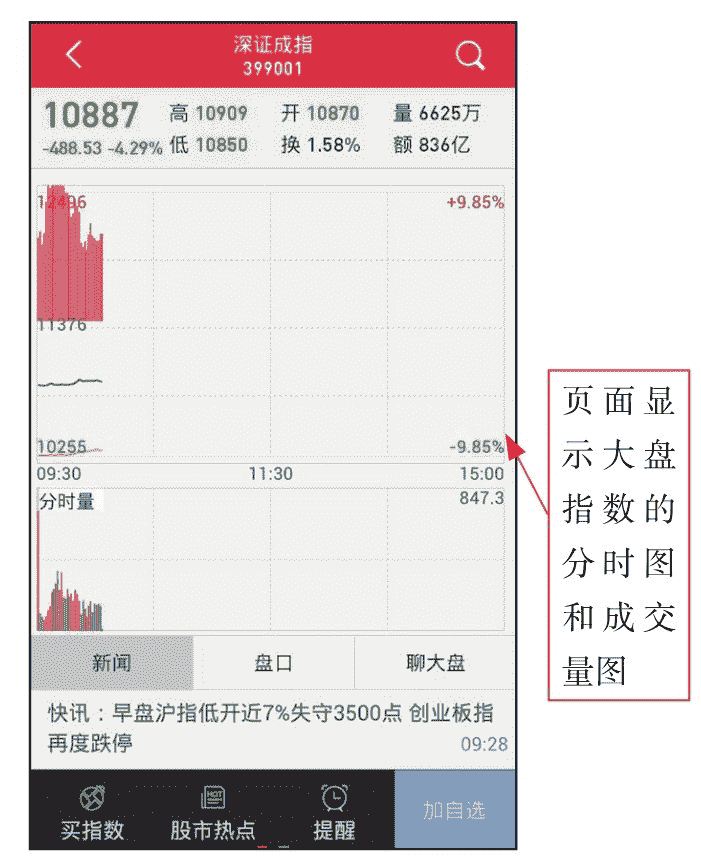 深证成指
399001
10887 高 10909 开 10870 量 6625万
-488.53 -4.29% 低 10850 换 1.58% 额 836亿
12496 +9.85%
11376
10255 -9.85%
09:30 11:30 15:00
分时量 847.3
新闻 盘口 聊大盘
快讯：早盘沪指低开近7%失守3500点 创业板指
再度跌停 09:28
买指数 股市热点 提醒 加自选
HOT
页面显
示大盘
指数的
分时图
和成交
量图